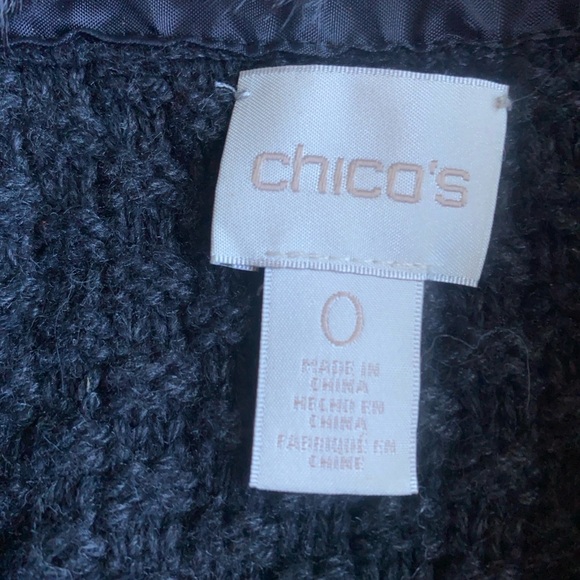 chico's
0
MADE IN
CHINA
HECHO EN
CHINA
FABRIQUÉ EN
CHINE